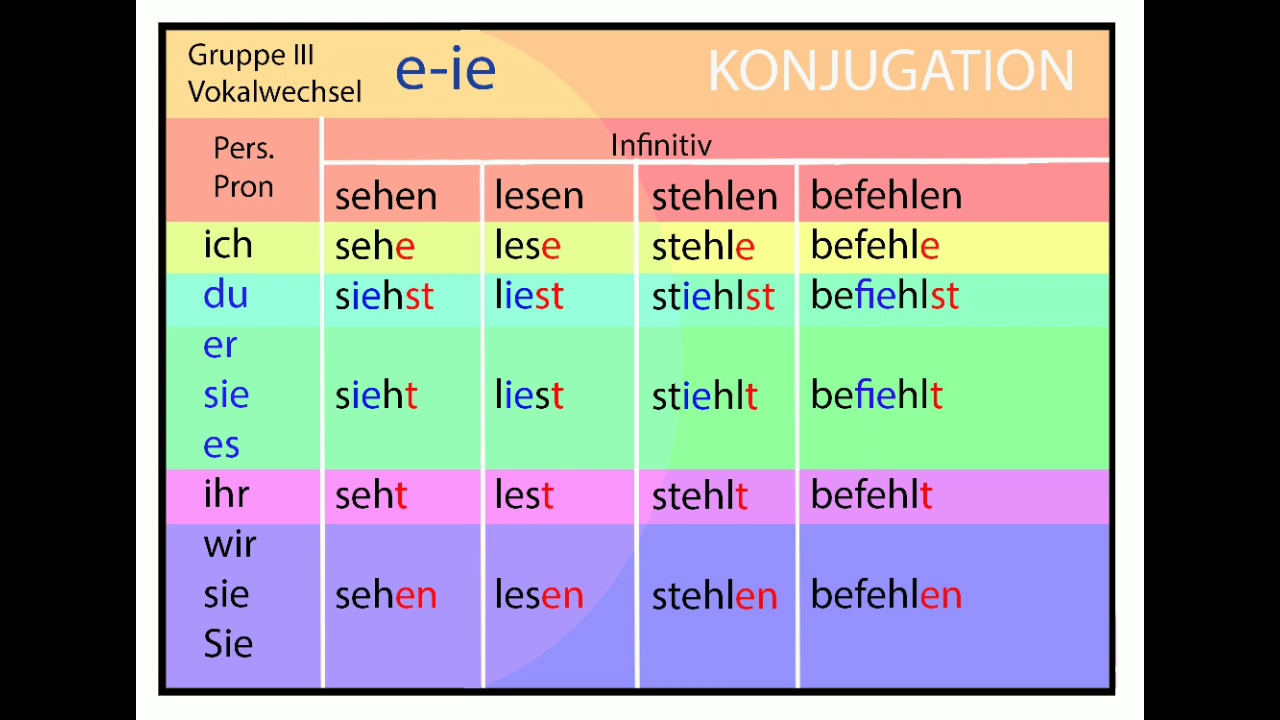 Gruppe III
Vokalwechsel
e-ie
KONJUGATION
Pers.
Pron
Infinitiv
sehen lesen stehlen befehlen
ich sehe lese stehle befehle
du siehst liest stiehlst befiehlst
er
sie sieht liest stiehlt befiehlt
es
ihr seht lest stehlt befehlt
wir
sie sehen lesen stehlen befehlen
Sie